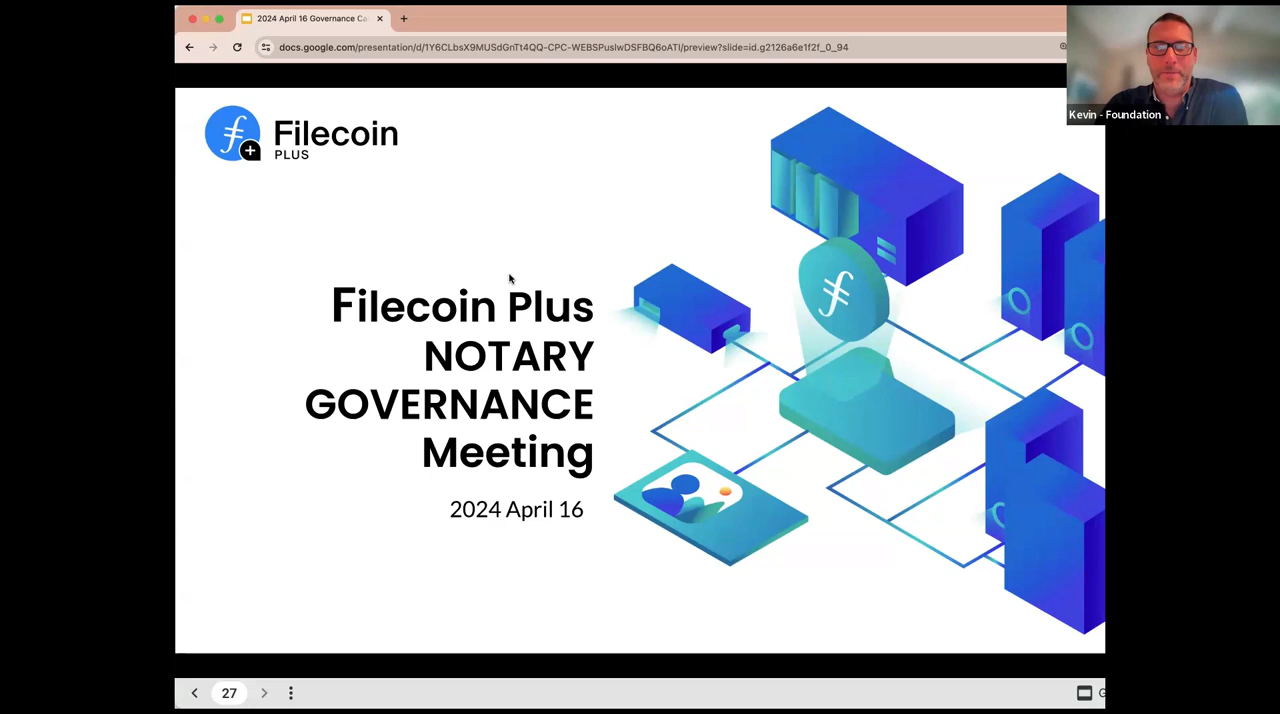 2024 April 16 Governance Ca
docs.google.com/presentation/d/1Y6CLbsX9MUSdGnTt4QQ-CPC-WEBSPuslwDSFBQ6oATI/preview?slide=id.g2126a6e1f2f_0_94
Kevin - Foundation
Filecoin
PLUS
Filecoin Plus
NOTARY
GOVERNANCE
Meeting
2024 April 16
27
G